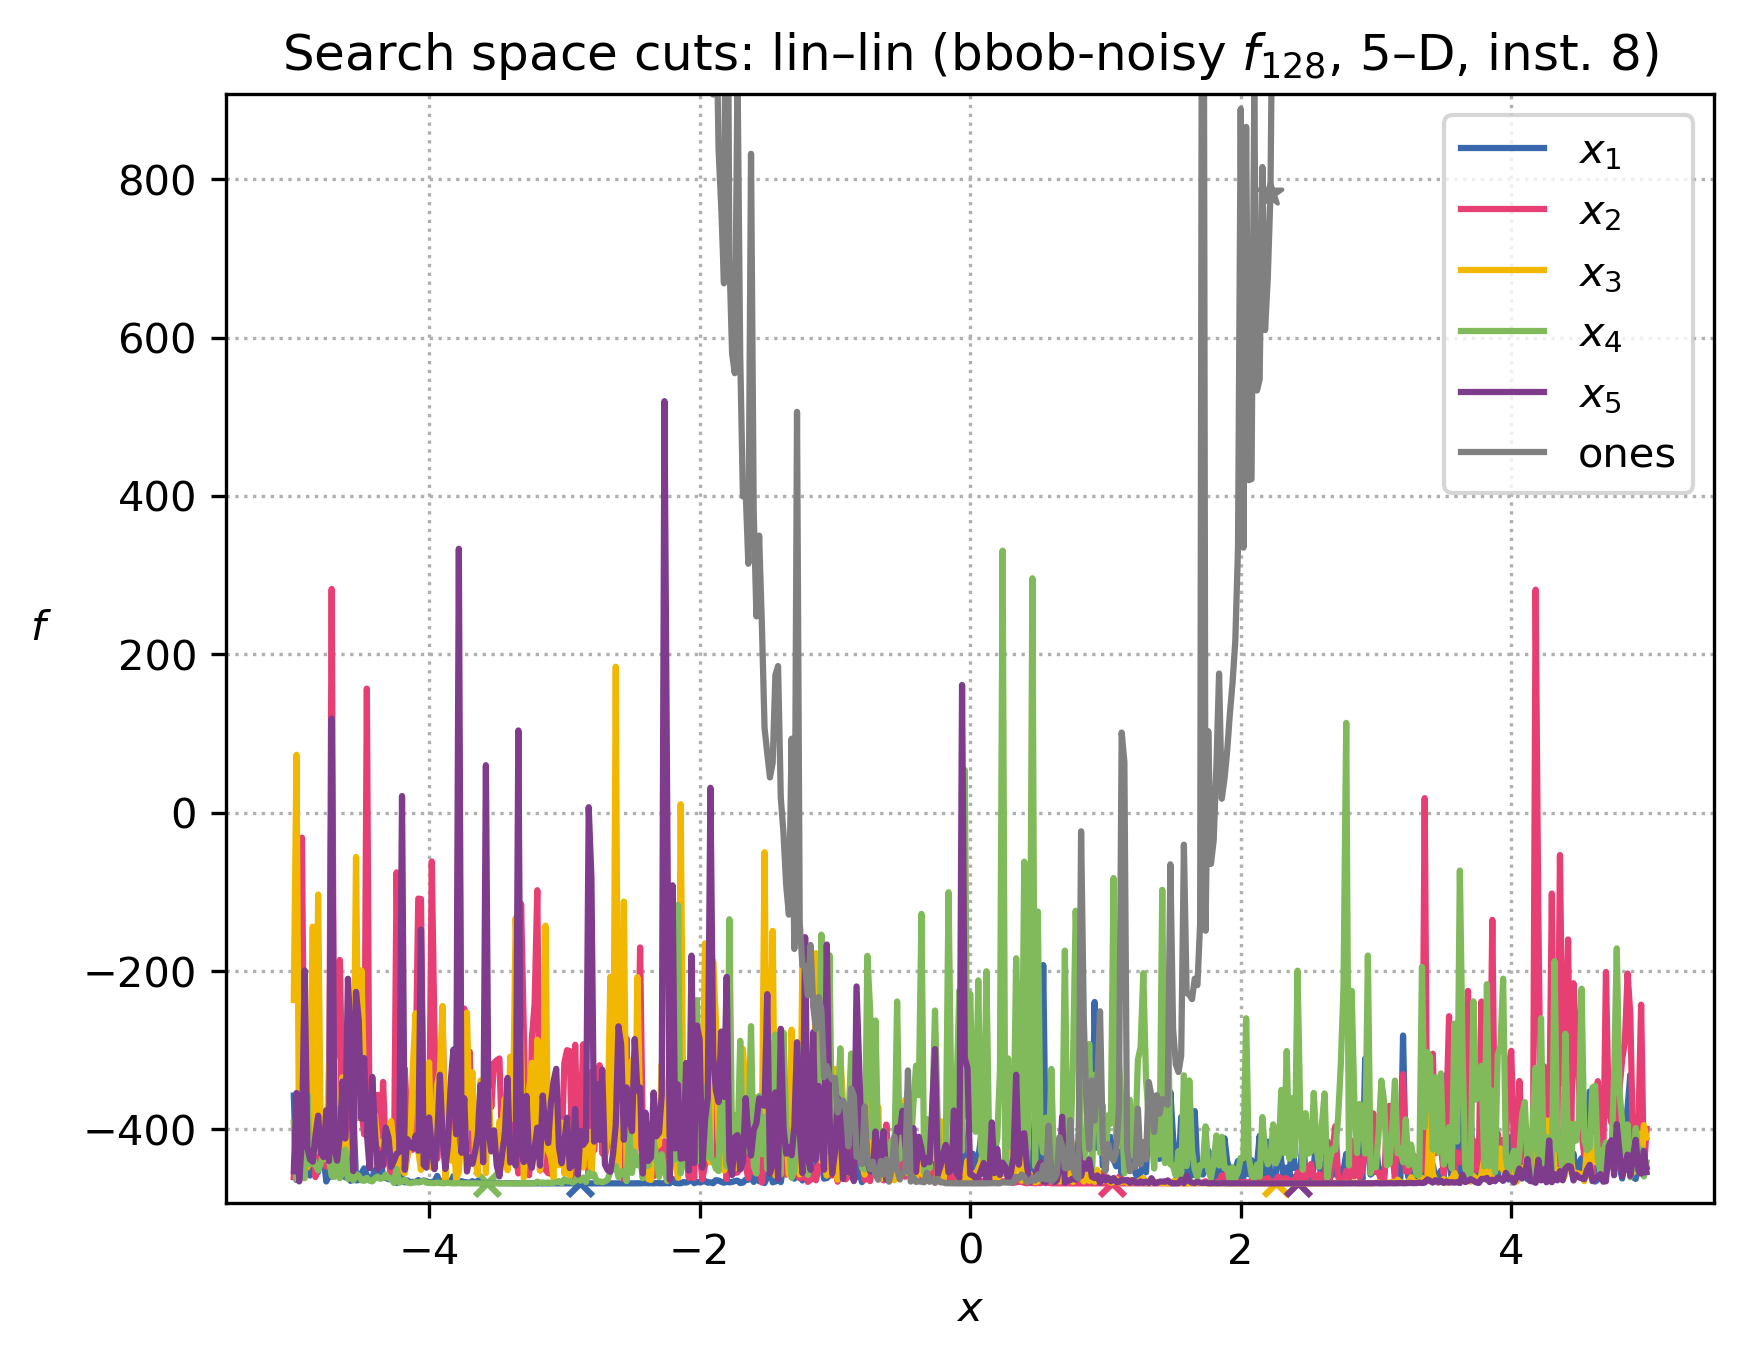 Search space cuts: lin–lin (bbob-noisy f₁₂₈, 5–D, inst. 8)
800
600
400
200
0
−200
−400
f
x₁
x₂
x₃
x₄
x₅
ones
−4
−2
0
2
4
x